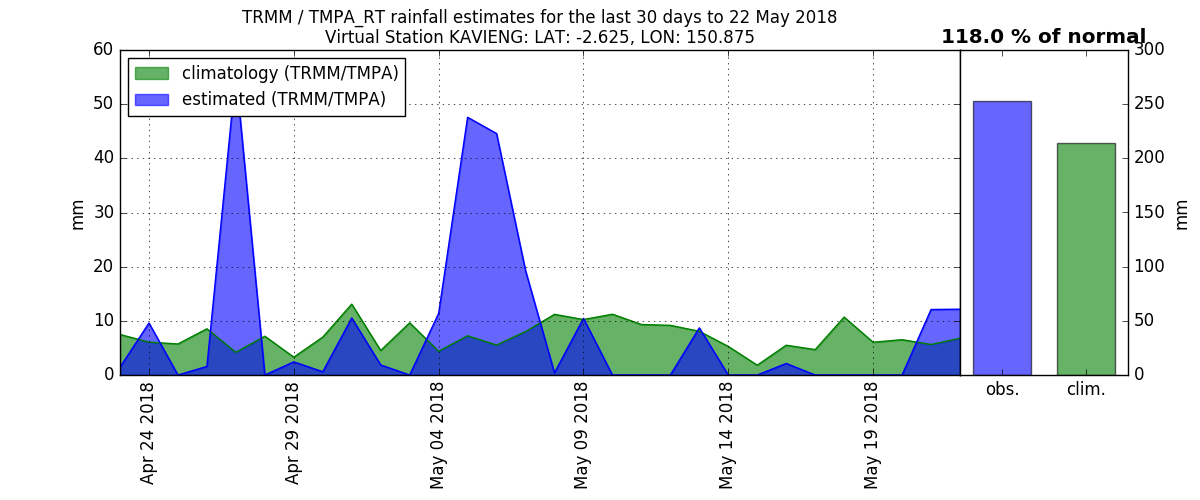 TRMM / TMPA_RT rainfall estimates for the last 30 days to 22 May 2018
Virtual Station KAVIENG: LAT: -2.625, LON: 150.875
118.0 % of normal
climatology (TRMM/TMPA)
estimated (TRMM/TMPA)
mm
60
50
40
30
20
10
0
Apr 24 2018
Apr 29 2018
May 04 2018
May 09 2018
May 14 2018
May 19 2018
obs.
clim.
300
250
200
150
100
50
0
mm